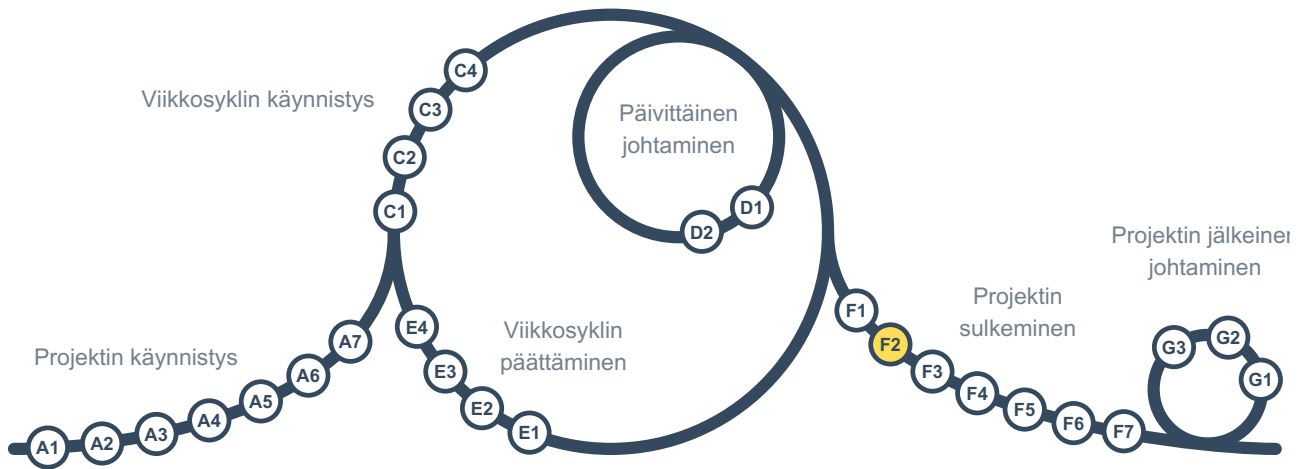 Viikkosyklin käynnistys
C4
C3
C2
C1
Päivittäinen
johtaminen
D1
D2
Projektin jälkeinen
johtaminen
Projektin käynnistys
A1
A2
A3
A4
A5
A6
A7
Viikkosyklin
päättäminen
E4
E3
E2
E1
Projektin
sulkeminen
F1
F2
F3
F4
F5
F6
F7
G3
G2
G1